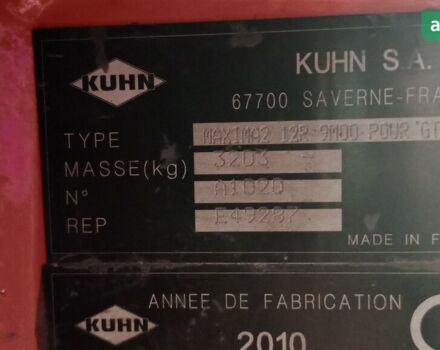 KUHN
KUHN S.A.
67700 SAVERNE-FRA
TYPE MAXIMA2 12R 9M00 POUR GT
MASSE(kg) 3203
N° A1020
REP E49287
MADE IN F
KUHN
ANNEE DE FABRICATION
2010